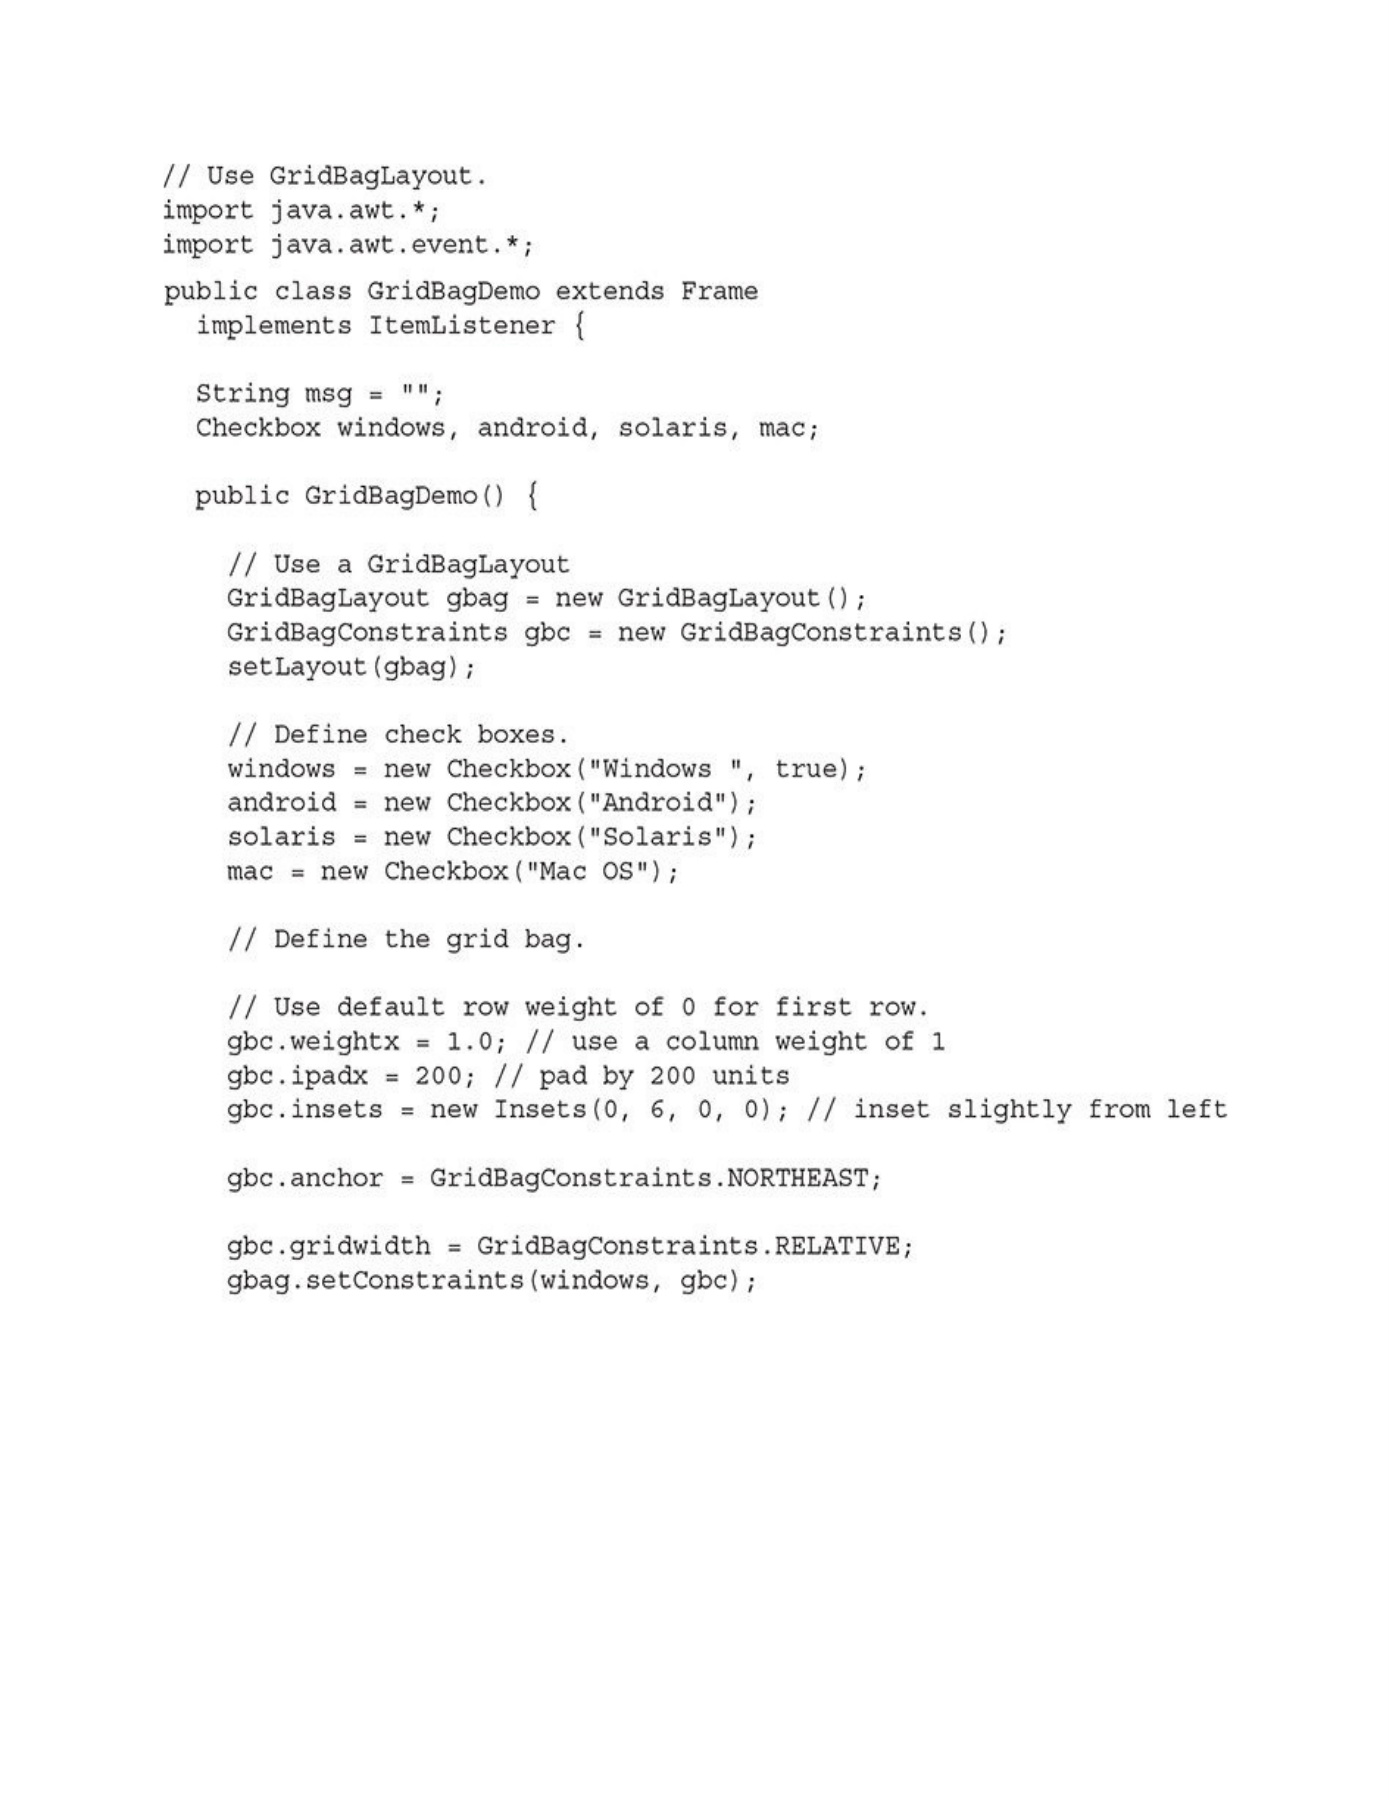 // Use GridBagLayout.
import java.awt.*;
import java.awt.event.*;
public class GridBagDemo extends Frame
  implements ItemListener {

  String msg = "";
  Checkbox windows, android, solaris, mac;

  public GridBagDemo() {

    // Use a GridBagLayout
    GridBagLayout gbag = new GridBagLayout();
    GridBagConstraints gbc = new GridBagConstraints();
    setLayout(gbag);

    // Define check boxes.
    windows = new Checkbox("Windows ", true);
    android = new Checkbox("Android");
    solaris = new Checkbox("Solaris");
    mac = new Checkbox("Mac OS");

    // Define the grid bag.

    // Use default row weight of 0 for first row.
    gbc.weightx = 1.0; // use a column weight of 1
    gbc.ipadx = 200; // pad by 200 units
    gbc.insets = new Insets(0, 6, 0, 0); // inset slightly from left

    gbc.anchor = GridBagConstraints.NORTHEAST;

    gbc.gridwidth = GridBagConstraints.RELATIVE;
    gbag.setConstraints(windows, gbc);